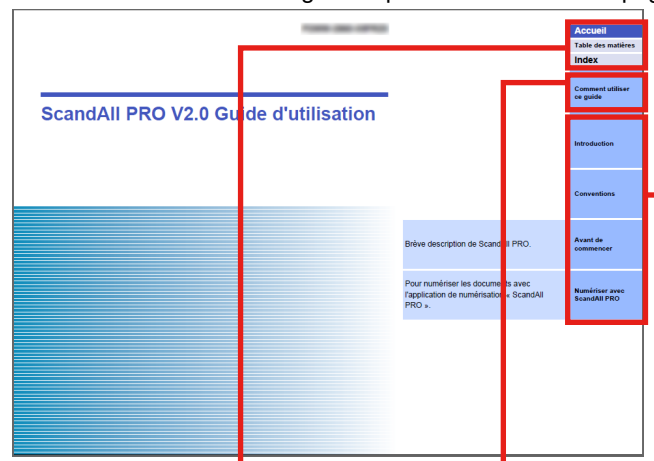 Accueil
Table des matières
Index
Comment utiliser
ce guide
ScandAll PRO V2.0 Guide d'utilisation
Introduction
Conventions
Brève description de ScandAll PRO.
Avant de
commencer
Pour numériser les documents avec
l'application de numérisation « ScandAll
PRO ».
Numériser avec
ScandAll PRO